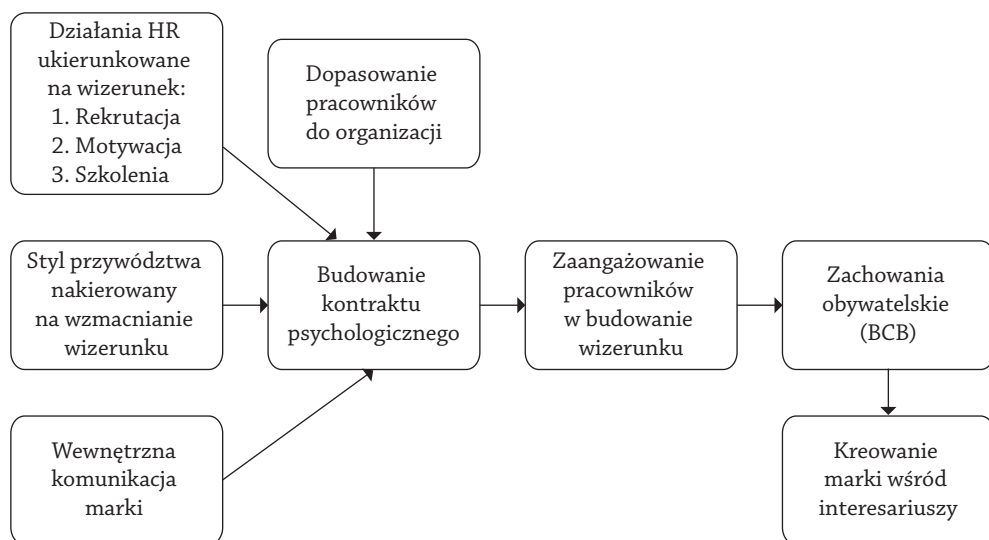 Działania HR
ukierunkowane
na wizerunek:
1. Rekrutacja
2. Motywacja
3. Szkolenia
Dopasowanie
pracowników
do organizacji
Styl przywództwa
nakierowany
na wzmacnianie
wizerunku
Budowanie
kontraktu
psychologicznego
Zaangażowanie
pracowników
w budowanie
wizerunku
Zachowania
obywatelskie
(BCB)
Wewnętrzna
komunikacja
marki
Kreowanie
marki wśród
interesariuszy